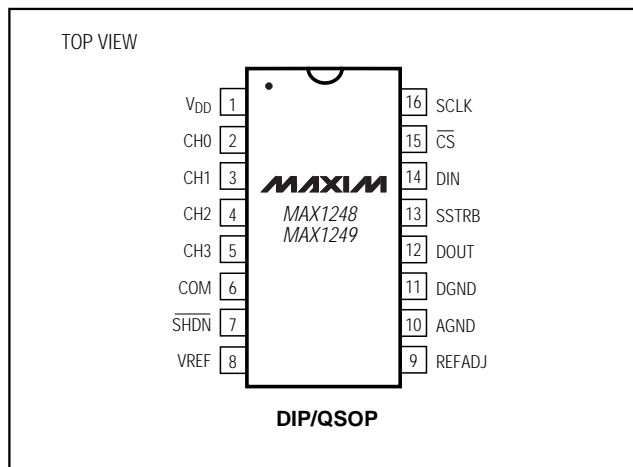 TOP VIEW
VDD 1
CH0 2
CH1 3
CH2 4
CH3 5
COM 6
SHDN 7
VREF 8
MAXIM
MAX1248
MAX1249
16 SCLK
15 CS
14 DIN
13 SSTRB
12 DOUT
11 DGND
10 AGND
9 REFADJ
DIP/QSOP